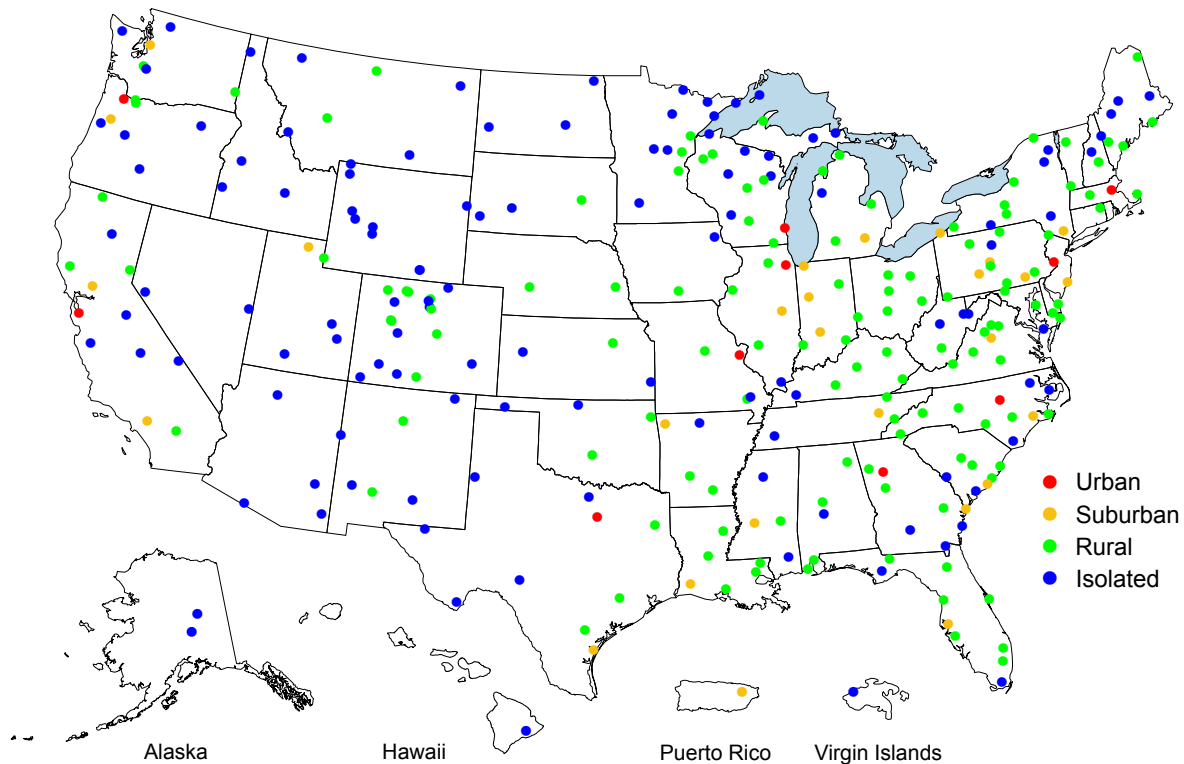 Urban
Suburban
Rural
Isolated
Alaska
Hawaii
Puerto Rico
Virgin Islands